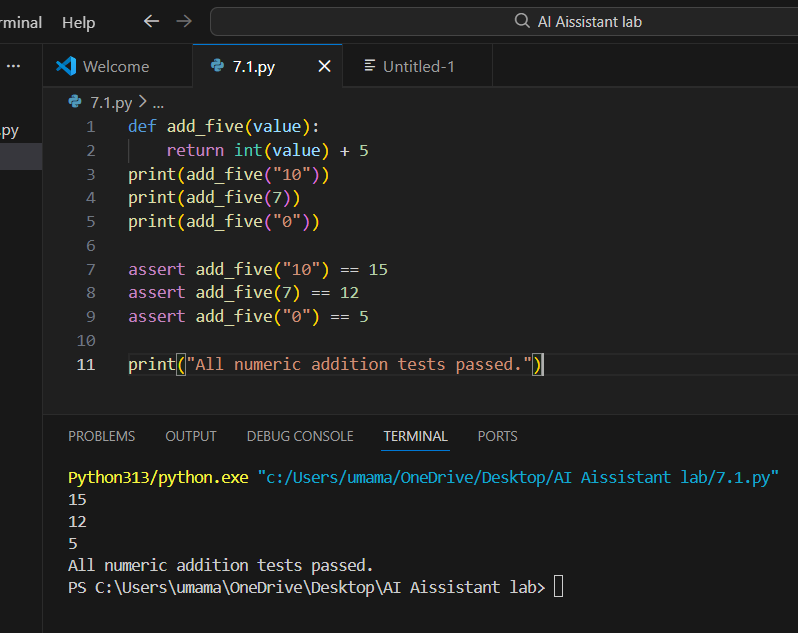 rminal Help ← → AI Aissistant lab
... Welcome 7.1.py × Untitled-1
7.1.py > ...
.py
1 def add_five(value):
2     return int(value) + 5
3 print(add_five("10"))
4 print(add_five(7))
5 print(add_five("0"))
6
7 assert add_five("10") == 15
8 assert add_five(7) == 12
9 assert add_five("0") == 5
10
11 print("All numeric addition tests passed.")
PROBLEMS OUTPUT DEBUG CONSOLE TERMINAL PORTS
Python313/python.exe "c:/Users/umama/OneDrive/Desktop/AI Aissistant lab/7.1.py"
15
12
5
All numeric addition tests passed.
PS C:\Users\umama\OneDrive\Desktop\AI Aissistant lab>